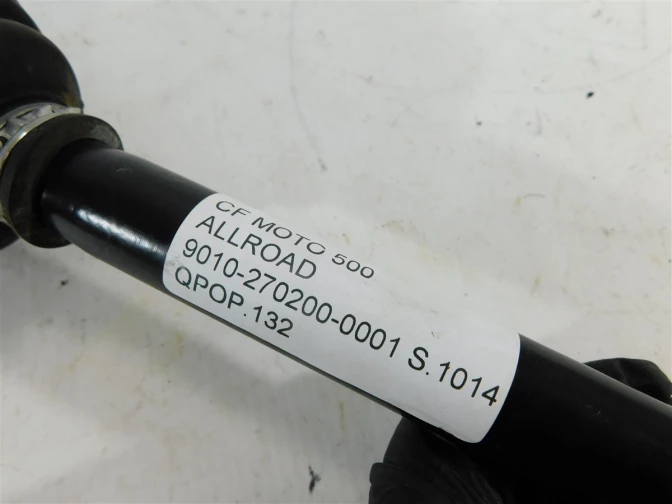 CF MOTO 500
ALLROAD
9010-270200-0001 S.1014
QPOP.132